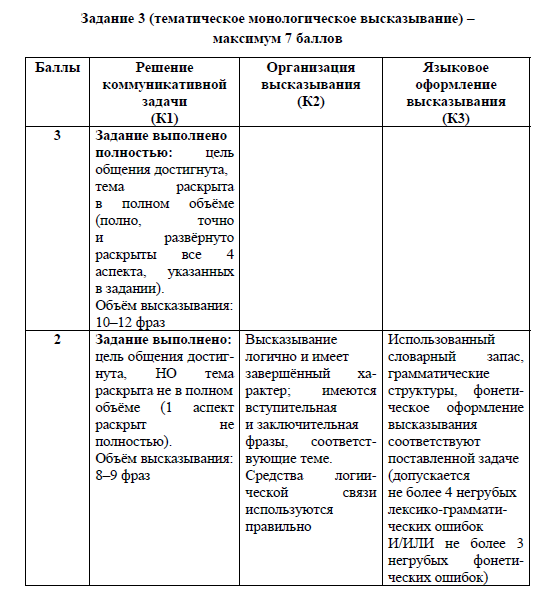 Задание 3 (тематическое монологическое высказывание) –
максимум 7 баллов
Баллы
Решение
коммуникативной
задачи
(К1)
Организация
высказывания
(К2)
Языковое
оформление
высказывания
(К3)
3
Задание выполнено
полностью: цель
общения достигнута,
тема раскрыта
в полном объёме
(полно, точно
и развёрнуто
раскрыты все 4
аспекта, указанных
в задании).
Объём высказывания:
10–12 фраз
2
Задание выполнено:
цель общения достиг-
нута, НО тема
раскрыта не в полном
объёме (1 аспект
раскрыт не
полностью).
Объём высказывания:
8–9 фраз
Высказывание
логично и имеет
завершённый ха-
рактер; имеются
вступительная
и заключительная
фразы, соответст-
вующие теме.
Средства логи-
ческой связи
используются
правильно
Использованный
словарный запас,
грамматические
структуры, фонети-
ческое оформление
высказывания
соответствуют
поставленной задаче
(допускается
не более 4 негрубых
лексико-граммати-
ческих ошибок
И/ИЛИ не более 3
негрубых фонети-
ческих ошибок)